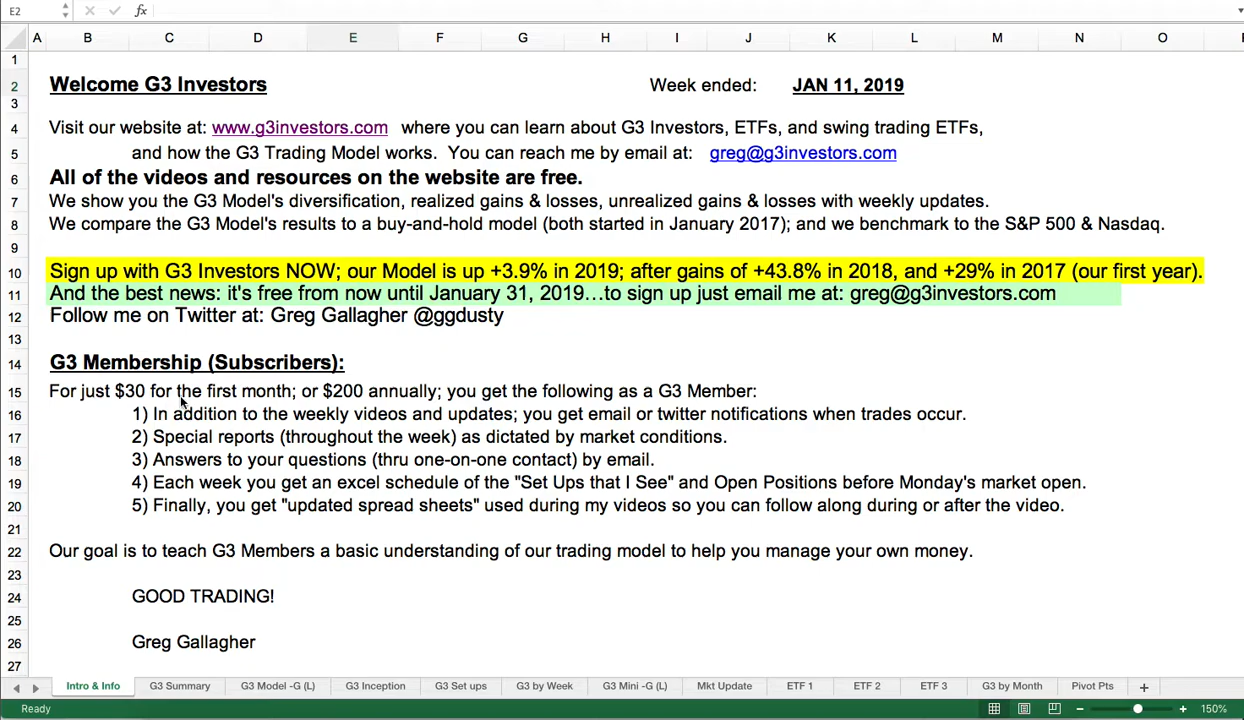 E2
fx
A B C D E F G H I J K L M N O
1
2 Welcome G3 Investors Week ended: JAN 11, 2019
3
4 Visit our website at: www.g3investors.com where you can learn about G3 Investors, ETFs, and swing trading ETFs,
5 and how the G3 Trading Model works. You can reach me by email at: greg@g3investors.com
6 All of the videos and resources on the website are free.
7 We show you the G3 Model's diversification, realized gains & losses, unrealized gains & losses with weekly updates.
8 We compare the G3 Model's results to a buy-and-hold model (both started in January 2017); and we benchmark to the S&P 500 & Nasdaq.
9
10 Sign up with G3 Investors NOW; our Model is up +3.9% in 2019; after gains of +43.8% in 2018, and +29% in 2017 (our first year).
11 And the best news: it's free from now until January 31, 2019...to sign up just email me at: greg@g3investors.com
12 Follow me on Twitter at: Greg Gallagher @ggdusty
13
14 G3 Membership (Subscribers):
15 For just $30 for the first month; or $200 annually; you get the following as a G3 Member:
16 1) In addition to the weekly videos and updates; you get email or twitter notifications when trades occur.
17 2) Special reports (throughout the week) as dictated by market conditions.
18 3) Answers to your questions (thru one-on-one contact) by email.
19 4) Each week you get an excel schedule of the "Set Ups that I See" and Open Positions before Monday's market open.
20 5) Finally, you get "updated spread sheets" used during my videos so you can follow along during or after the video.
21
22 Our goal is to teach G3 Members a basic understanding of our trading model to help you manage your own money.
23
24 GOOD TRADING!
25
26 Greg Gallagher
27
Intro & Info G3 Summary G3 Model -G (L) G3 Inception G3 Set ups G3 by Week G3 Mini -G (L) Mkt Update ETF 1 ETF 2 ETF 3 G3 by Month Pivot Pts +
Ready 150%